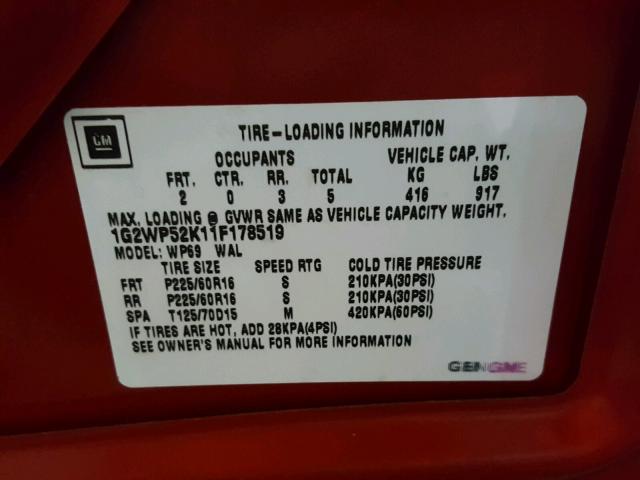 GM
TIRE-LOADING INFORMATION
OCCUPANTS VEHICLE CAP. WT.
FRT. CTR. RR. TOTAL KG LBS
2 0 3 5 416 917
MAX. LOADING @ GVWR SAME AS VEHICLE CAPACITY WEIGHT.
1G2WP52K11F178519
MODEL: WP69 WAL
TIRE SIZE SPEED RTG COLD TIRE PRESSURE
FRT P225/60R16 S 210KPA(30PSI)
RR P225/60R16 S 210KPA(30PSI)
SPA T125/70D15 M 420KPA(60PSI)
IF TIRES ARE HOT, ADD 28KPA(4PSI)
SEE OWNER'S MANUAL FOR MORE INFORMATION